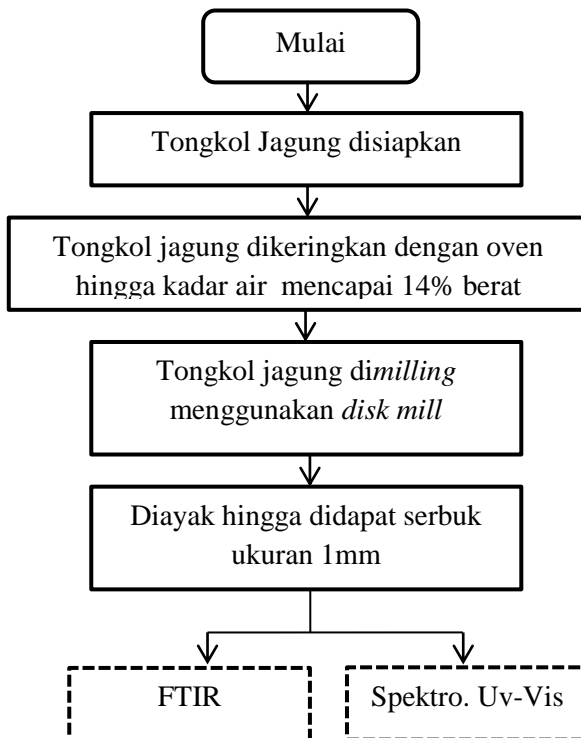 Mulai
Tongkol Jagung disiapkan
Tongkol jagung dikeringkan dengan oven
hingga kadar air mencapai 14% berat
Tongkol jagung dimilling
menggunakan disk mill
Diayak hingga didapat serbuk
ukuran 1mm
FTIR
Spektro. Uv-Vis